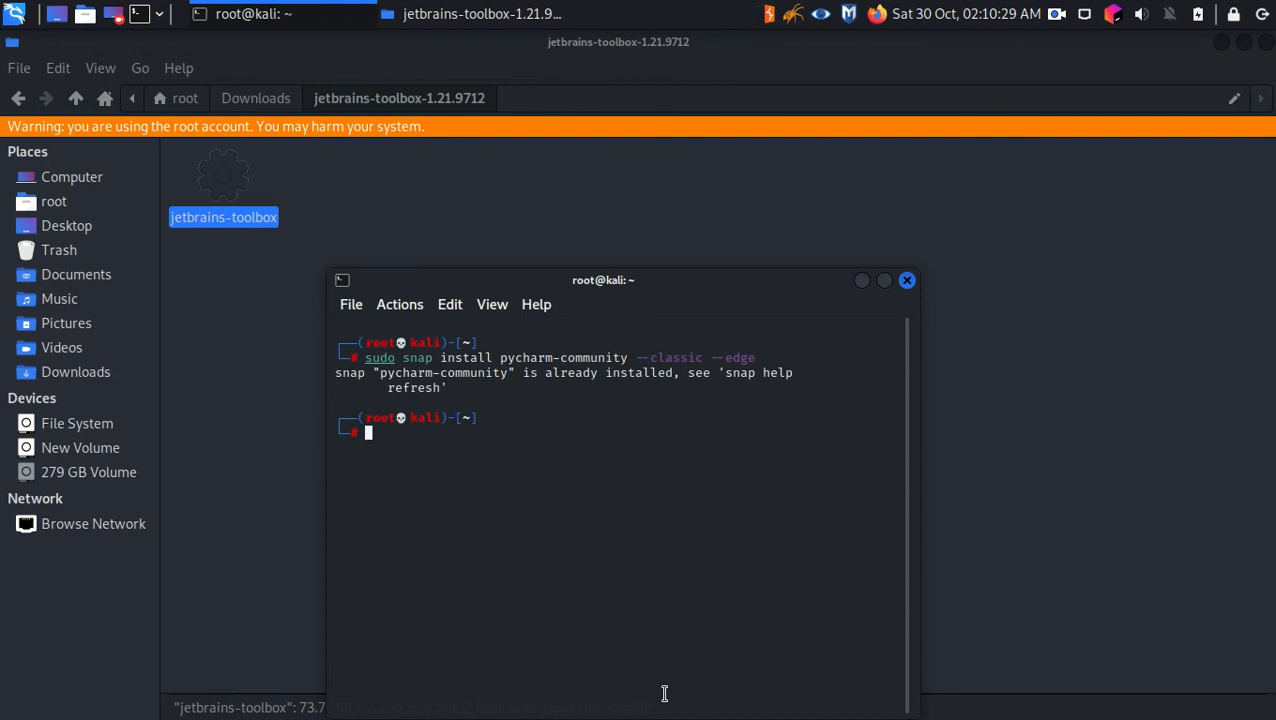 root@kali: ~
jetbrains-toolbox-1.21.9...
Sat 30 Oct, 02:10:29 AM
jetbrains-toolbox-1.21.9712
File Edit View Go Help
root Downloads jetbrains-toolbox-1.21.9712
Warning: you are using the root account. You may harm your system.
Places
Computer
root
Desktop
Trash
Documents
Music
Pictures
Videos
Downloads
Devices
File System
New Volume
279 GB Volume
Network
Browse Network
jetbrains-toolbox
root@kali: ~
File Actions Edit View Help
┌──(root💀kali)-[~]
└─# sudo snap install pycharm-community --classic --edge
snap "pycharm-community" is already installed, see 'snap help
refresh'
┌──(root💀kali)-[~]
└─#
"jetbrains-toolbox": 73.7